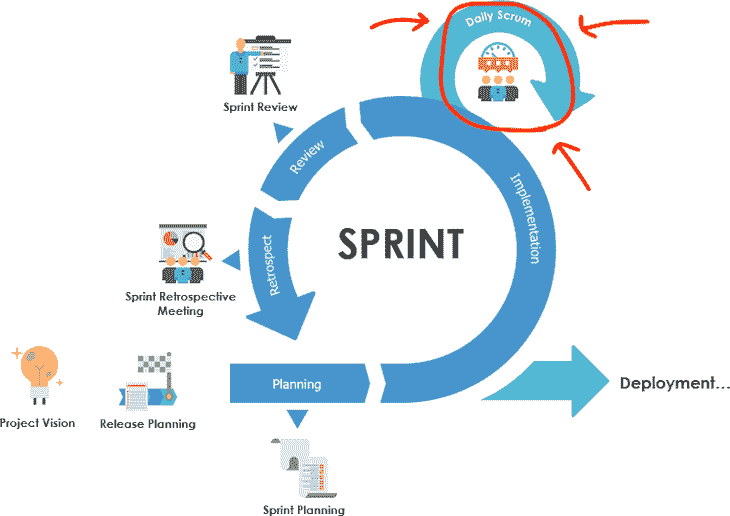 Daily Scrum
Sprint Review
Review
Implementation
SPRINT
Retrospect
Sprint Retrospective
Meeting
Planning
Deployment...
Project Vision
Release Planning
Sprint Planning